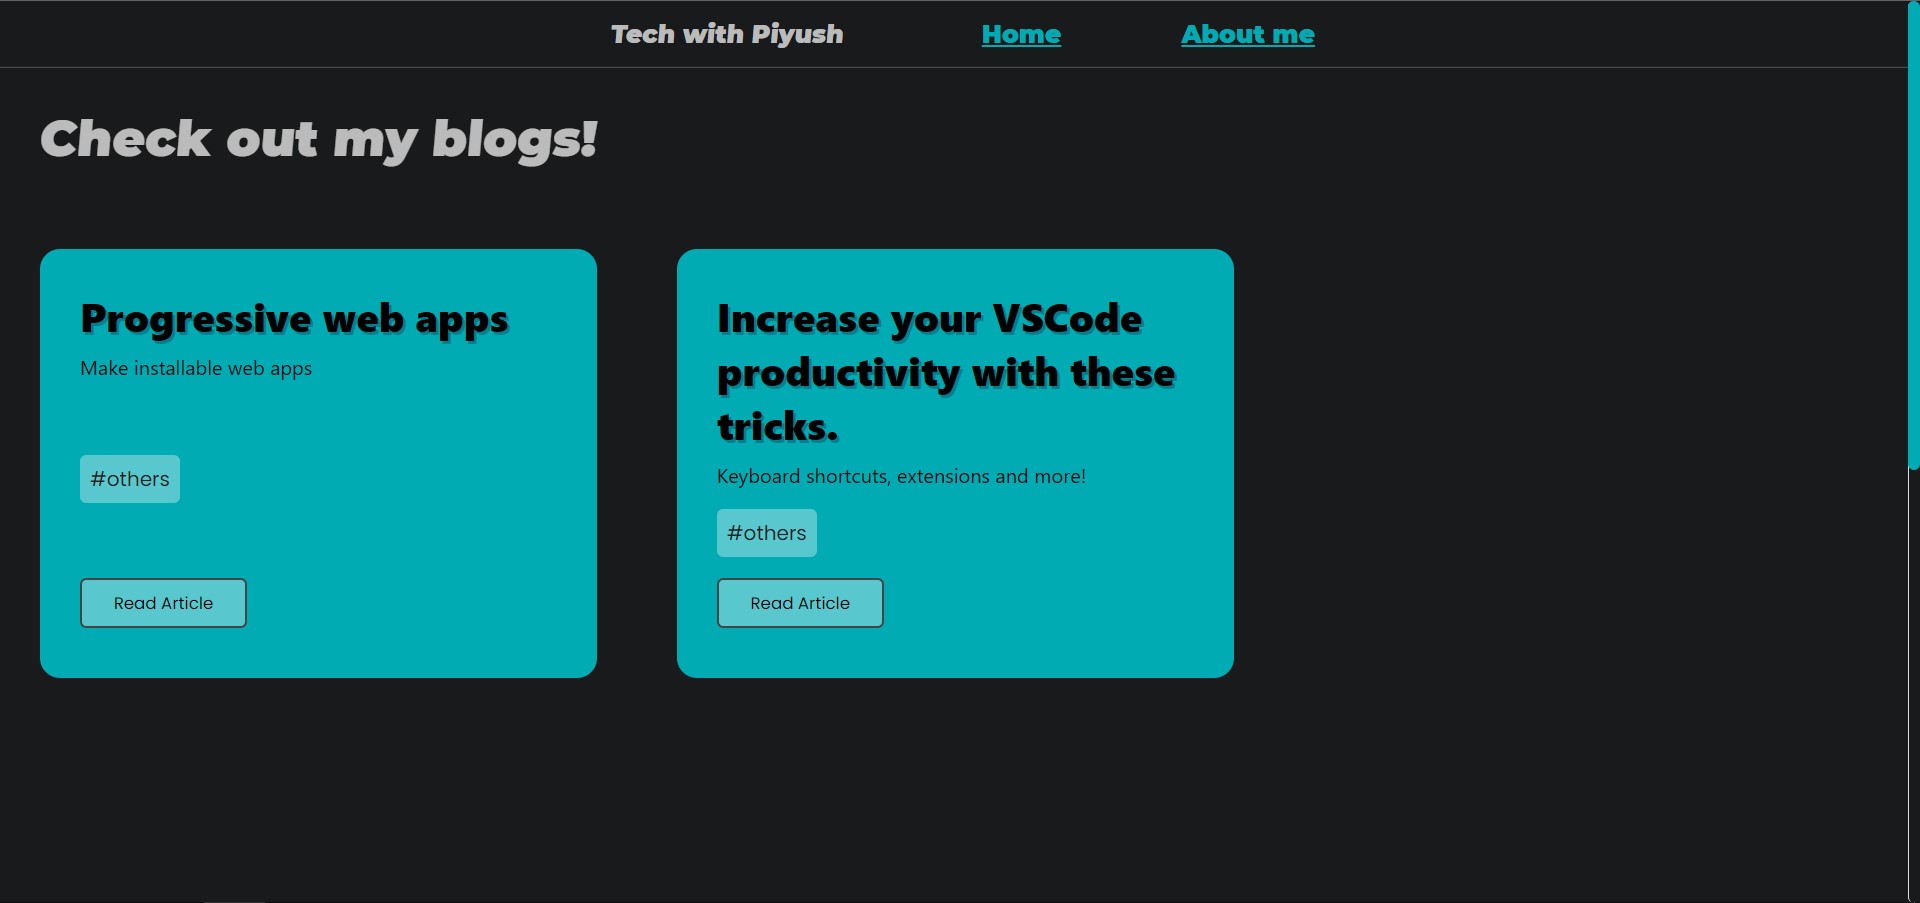 Tech with Piyush Home About me
Check out my blogs!
Progressive web apps
Make installable web apps
#others
Read Article
Increase your VSCode
productivity with these
tricks.
Keyboard shortcuts, extensions and more!
#others
Read Article